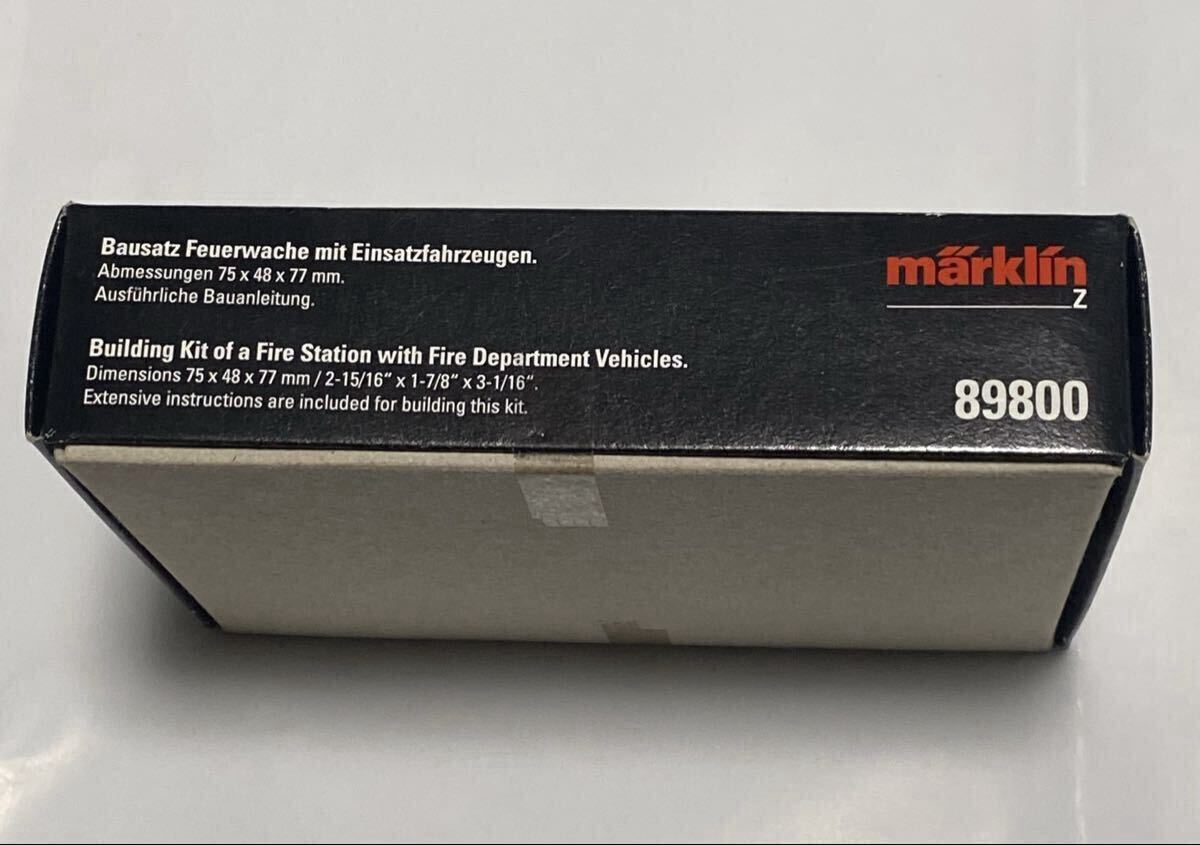 Bausatz Feuerwache mit Einsatzfahrzeugen.
Abmessungen 75 x 48 x 77 mm.
Ausführliche Bauanleitung.
Building Kit of a Fire Station with Fire Department Vehicles.
Dimensions 75 x 48 x 77 mm / 2-15/16“ x 1-7/8“ x 3-1/16“.
Extensive instructions are included for building this kit.
märklin
Z
89800